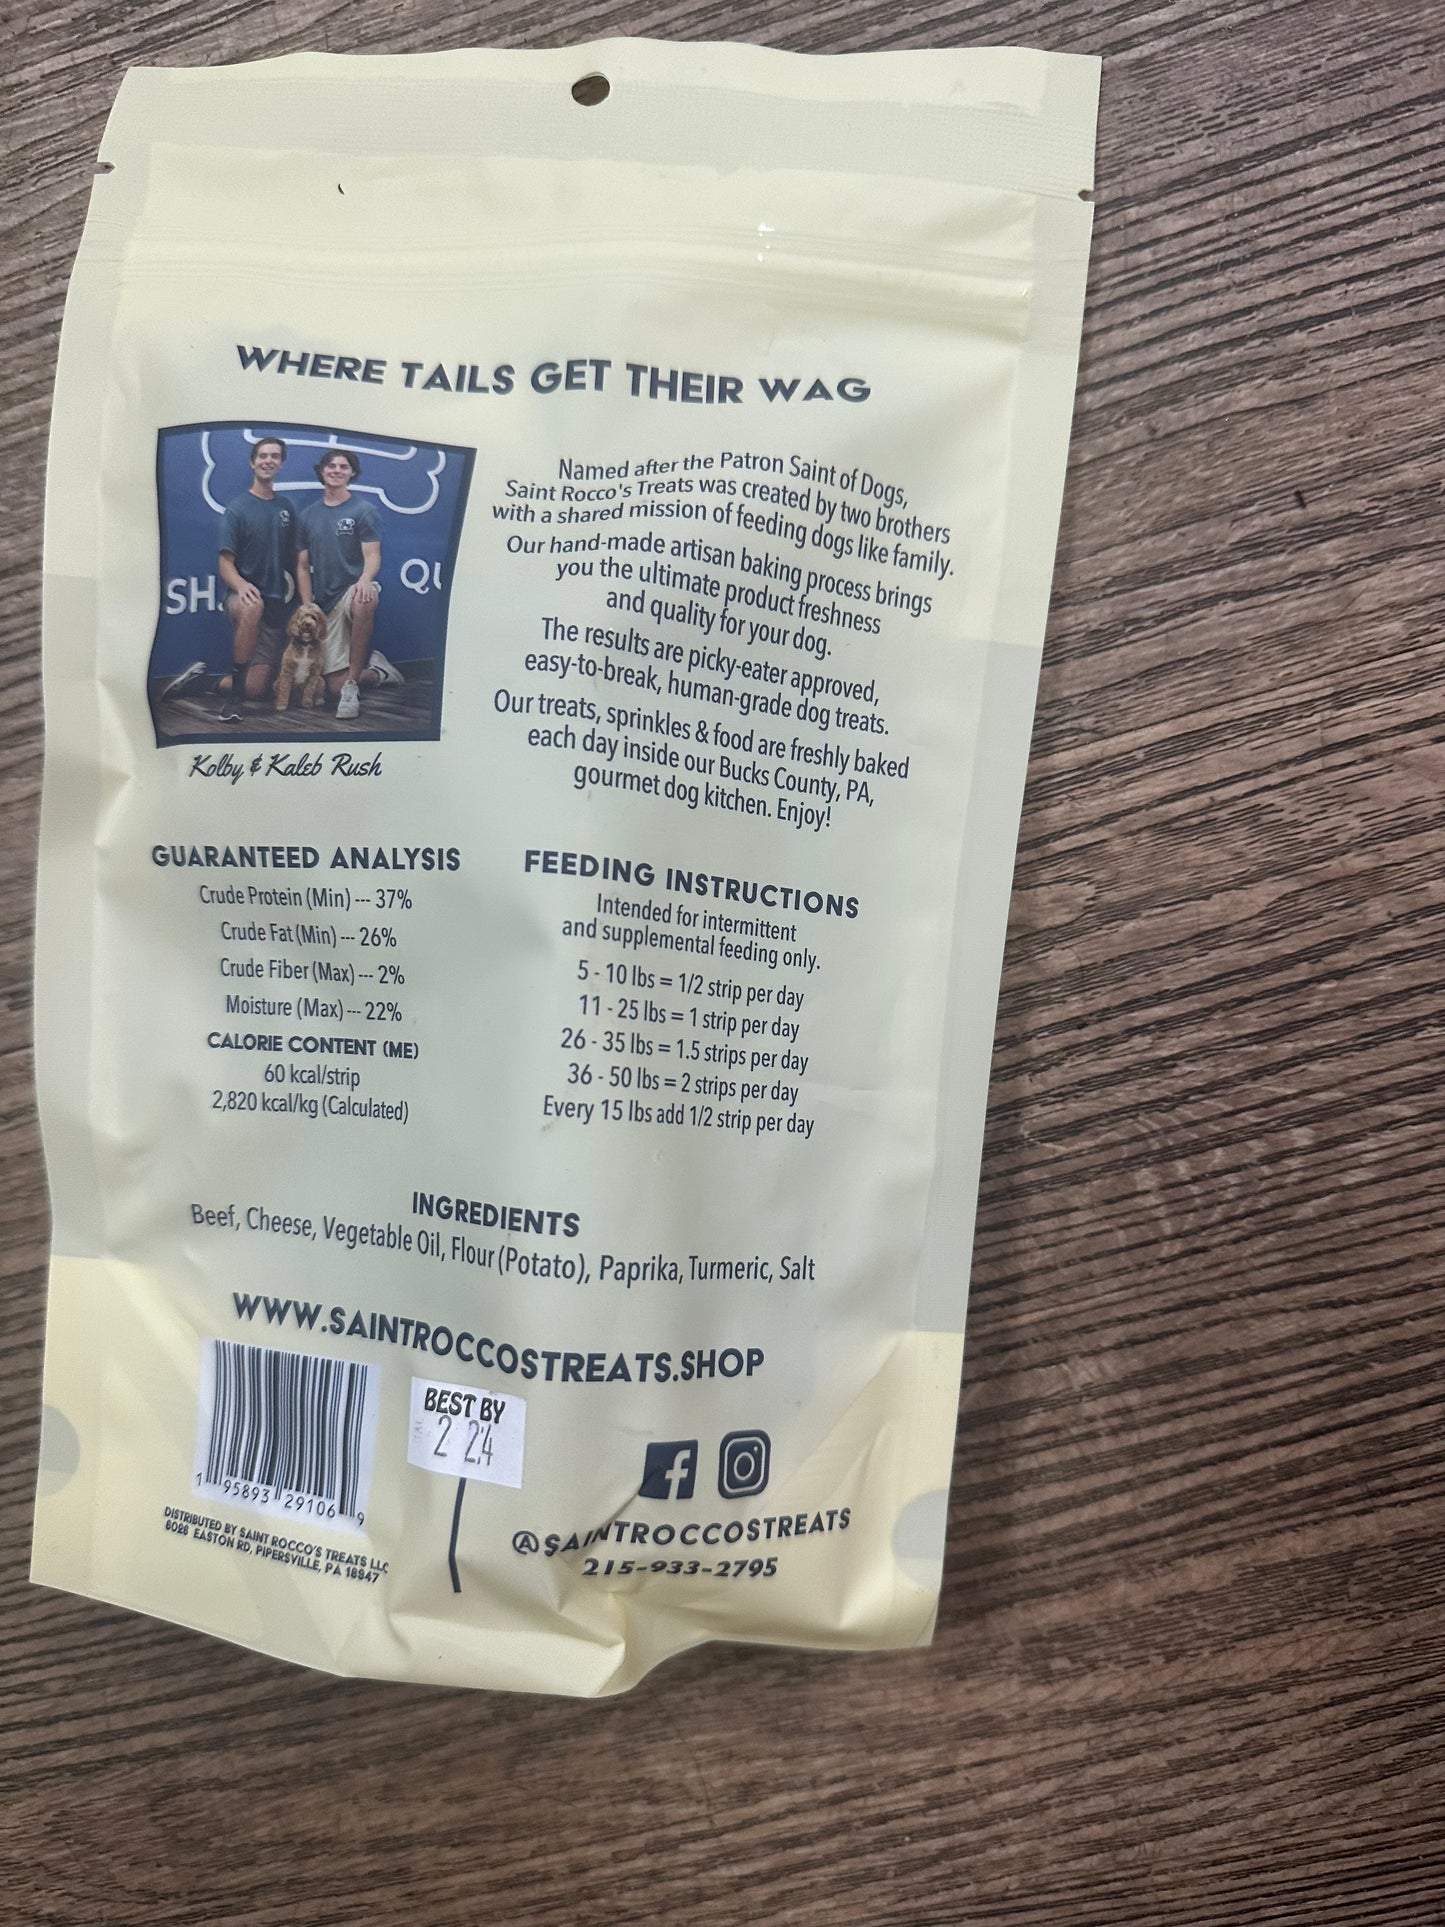 WHERE TAILS GET THEIR WAG
SH
QU
Kolby & Kaleb Rush
Named after the Patron Saint of Dogs,
Saint Rocco's Treats was created by two brothers
with a shared mission of feeding dogs like family.
Our hand-made artisan baking process brings
you the ultimate product freshness
and quality for your dog.
The results are picky-eater approved,
easy-to-break, human-grade dog treats.
Our treats, sprinkles & food are freshly baked
each day inside our Bucks County, PA,
gourmet dog kitchen. Enjoy!
GUARANTEED ANALYSIS
Crude Protein (Min) --- 37%
Crude Fat (Min) --- 26%
Crude Fiber (Max) --- 2%
Moisture (Max) --- 22%
CALORIE CONTENT (ME)
60 kcal/strip
2,820 kcal/kg (Calculated)
FEEDING INSTRUCTIONS
Intended for intermittent
and supplemental feeding only.
5 - 10 lbs = 1/2 strip per day
11 - 25 lbs = 1 strip per day
26 - 35 lbs = 1.5 strips per day
36 - 50 lbs = 2 strips per day
Every 15 lbs add 1/2 strip per day
INGREDIENTS
Beef, Cheese, Vegetable Oil, Flour (Potato), Paprika, Turmeric, Salt
WWW.SAINTROCCOSTREATS.SHOP
1 95893 29106 9
DISTRIBUTED BY SAINT ROCCO'S TREATS LLC
6028 EASTON RD, PIPERSVILLE, PA 18947
BEST BY
2 24
@SAINTROCCOSTREATS
215-933-2795